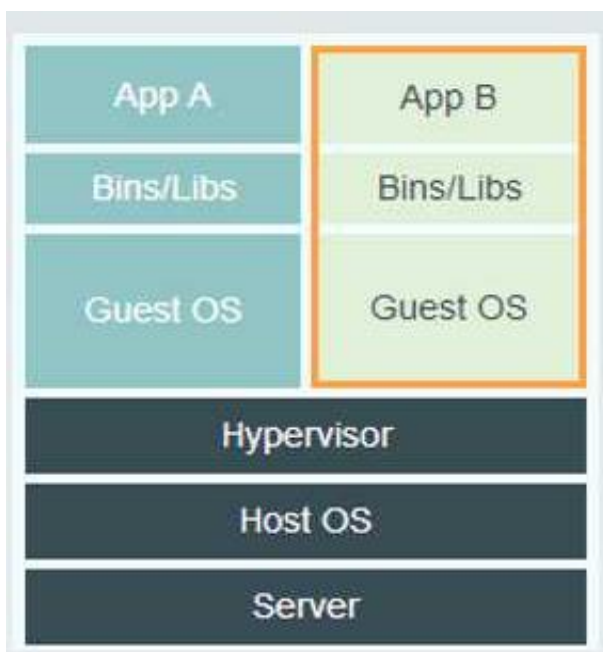 App A
App B
Bins/Libs
Bins/Libs
Guest OS
Guest OS
Hypervisor
Host OS
Server